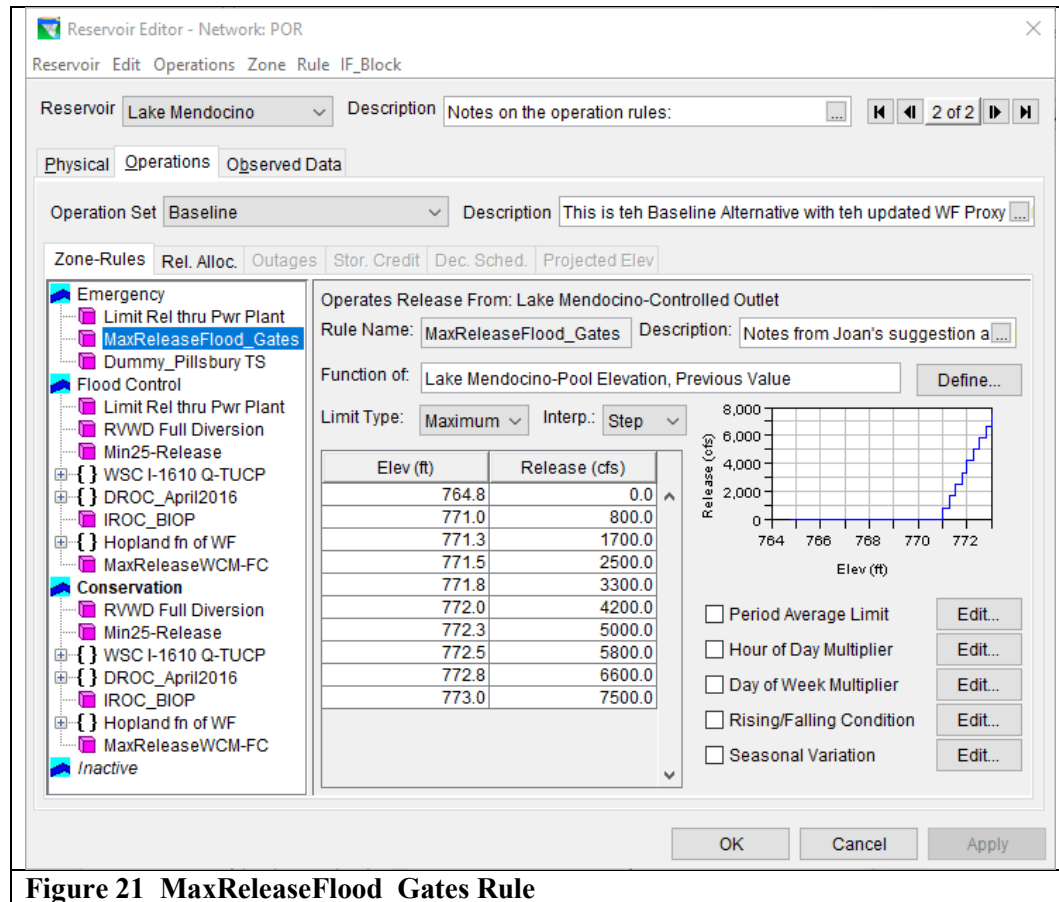 Reservoir Editor - Network: POR
Reservoir Edit Operations Zone Rule IF_Block
Reservoir Lake Mendocino Description Notes on the operation rules: ... 2 of 2
Physical Operations Observed Data
Operation Set Baseline Description This is teh Baseline Alternative with teh updated WF Proxy ...
Zone-Rules Rel. Alloc. Outages Stor. Credit Dec. Sched. Projected Elev
Emergency
Limit Rel thru Pwr Plant
MaxReleaseFlood_Gates
Dummy_Pillsbury TS
Flood Control
Limit Rel thru Pwr Plant
RVWD Full Diversion
Min25-Release
{ } WSC I-1610 Q-TUCP
{ } DROC_April2016
IROC_BIOP
{ } Hopland fn of WF
MaxReleaseWCM-FC
Conservation
RVWD Full Diversion
Min25-Release
{ } WSC I-1610 Q-TUCP
{ } DROC_April2016
IROC_BIOP
{ } Hopland fn of WF
MaxReleaseWCM-FC
Inactive
Operates Release From: Lake Mendocino-Controlled Outlet
Rule Name: MaxReleaseFlood_Gates Description: Notes from Joan's suggestion a ...
Function of: Lake Mendocino-Pool Elevation, Previous Value Define...
Limit Type: Maximum Interp.: Step
Elev (ft) Release (cfs)
764.8 0.0
771.0 800.0
771.3 1700.0
771.5 2500.0
771.8 3300.0
772.0 4200.0
772.3 5000.0
772.5 5800.0
772.8 6600.0
773.0 7500.0
Release (cfs)
8,000
6,000
4,000
2,000
0
764 766 768 770 772
Elev (ft)
Period Average Limit Edit...
Hour of Day Multiplier Edit...
Day of Week Multiplier Edit...
Rising/Falling Condition Edit...
Seasonal Variation Edit...
OK Cancel Apply
Figure 21 MaxReleaseFlood_Gates Rule